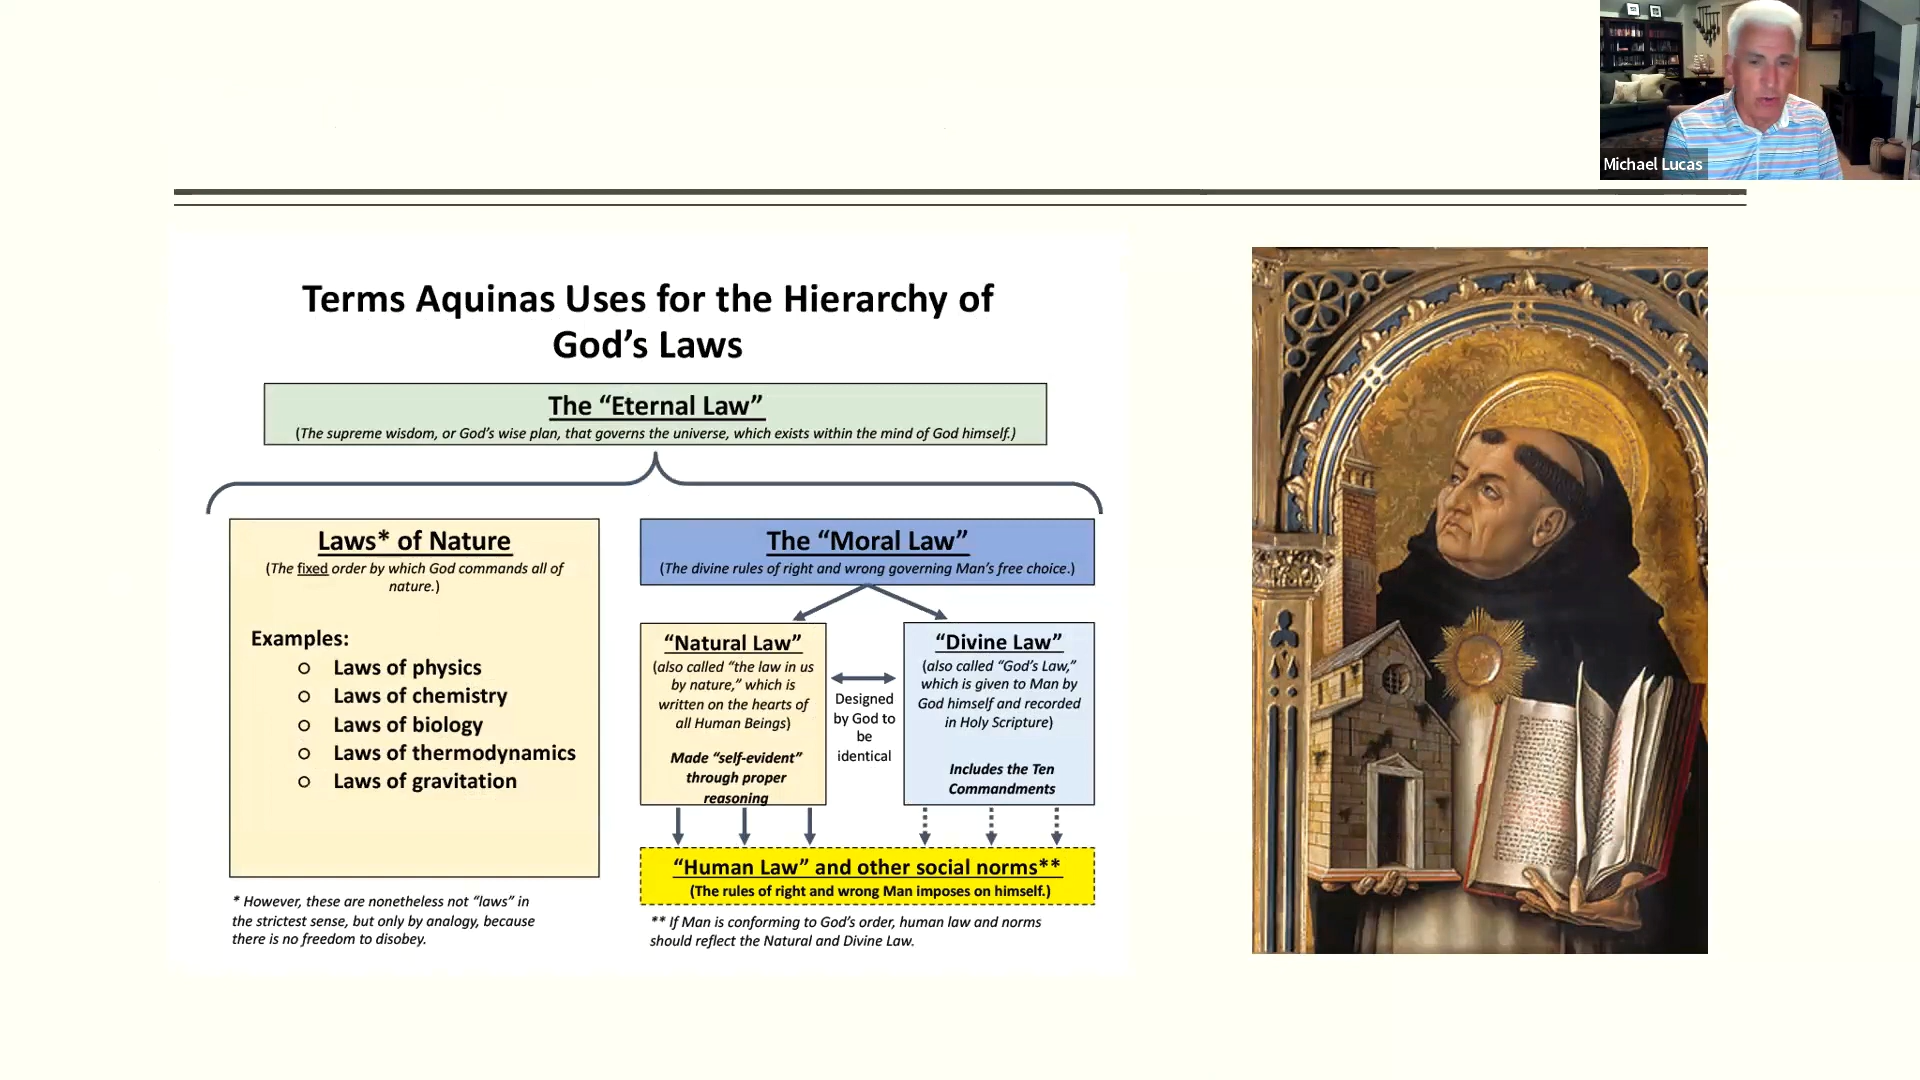 Michael Lucas
Terms Aquinas Uses for the Hierarchy of
God’s Laws
The “Eternal Law”
(The supreme wisdom, or God’s wise plan, that governs the universe, which exists within the mind of God himself.)
Laws* of Nature
(The fixed order by which God commands all of
nature.)
Examples:
Laws of physics
Laws of chemistry
Laws of biology
Laws of thermodynamics
Laws of gravitation
* However, these are nonetheless not “laws” in
the strictest sense, but only by analogy, because
there is no freedom to disobey.
The “Moral Law”
(The divine rules of right and wrong governing Man’s free choice.)
“Natural Law”
(also called “the law in us
by nature,” which is
written on the hearts of
all Human Beings)
Made “self-evident”
through proper
reasoning
Designed
by God to
be
identical
“Divine Law”
(also called “God’s Law,”
which is given to Man by
God himself and recorded
in Holy Scripture)
Includes the Ten
Commandments
“Human Law” and other social norms**
(The rules of right and wrong Man imposes on himself.)
** If Man is conforming to God’s order, human law and norms
should reflect the Natural and Divine Law.